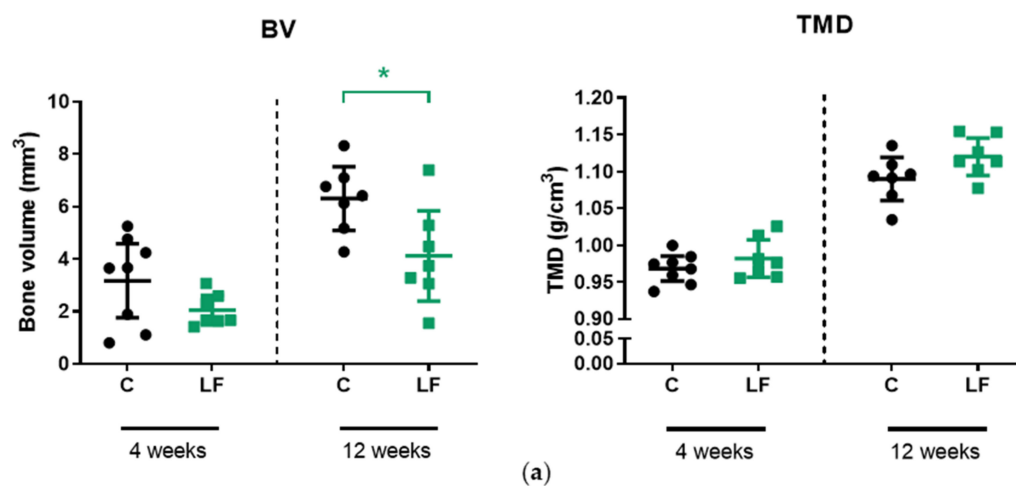 BV
*
Bone volume (mm³)
10
8
6
4
2
0
C
LF
C
LF
4 weeks
12 weeks
TMD
TMD (g/cm³)
1.20
1.15
1.10
1.05
1.00
0.95
0.90
0.05
0.00
C
LF
C
LF
4 weeks
12 weeks
(a)